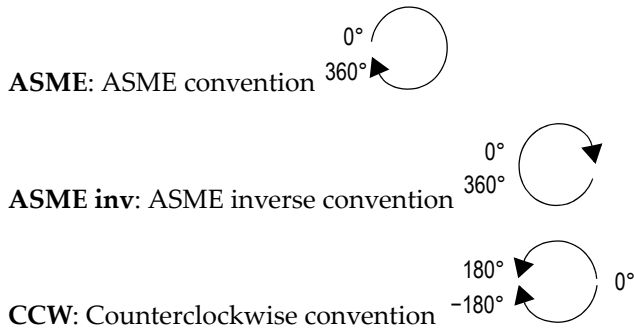 0°
ASME: ASME convention 360°
0°
ASME inv: ASME inverse convention 360°
180° 0°
CCW: Counterclockwise convention −180°